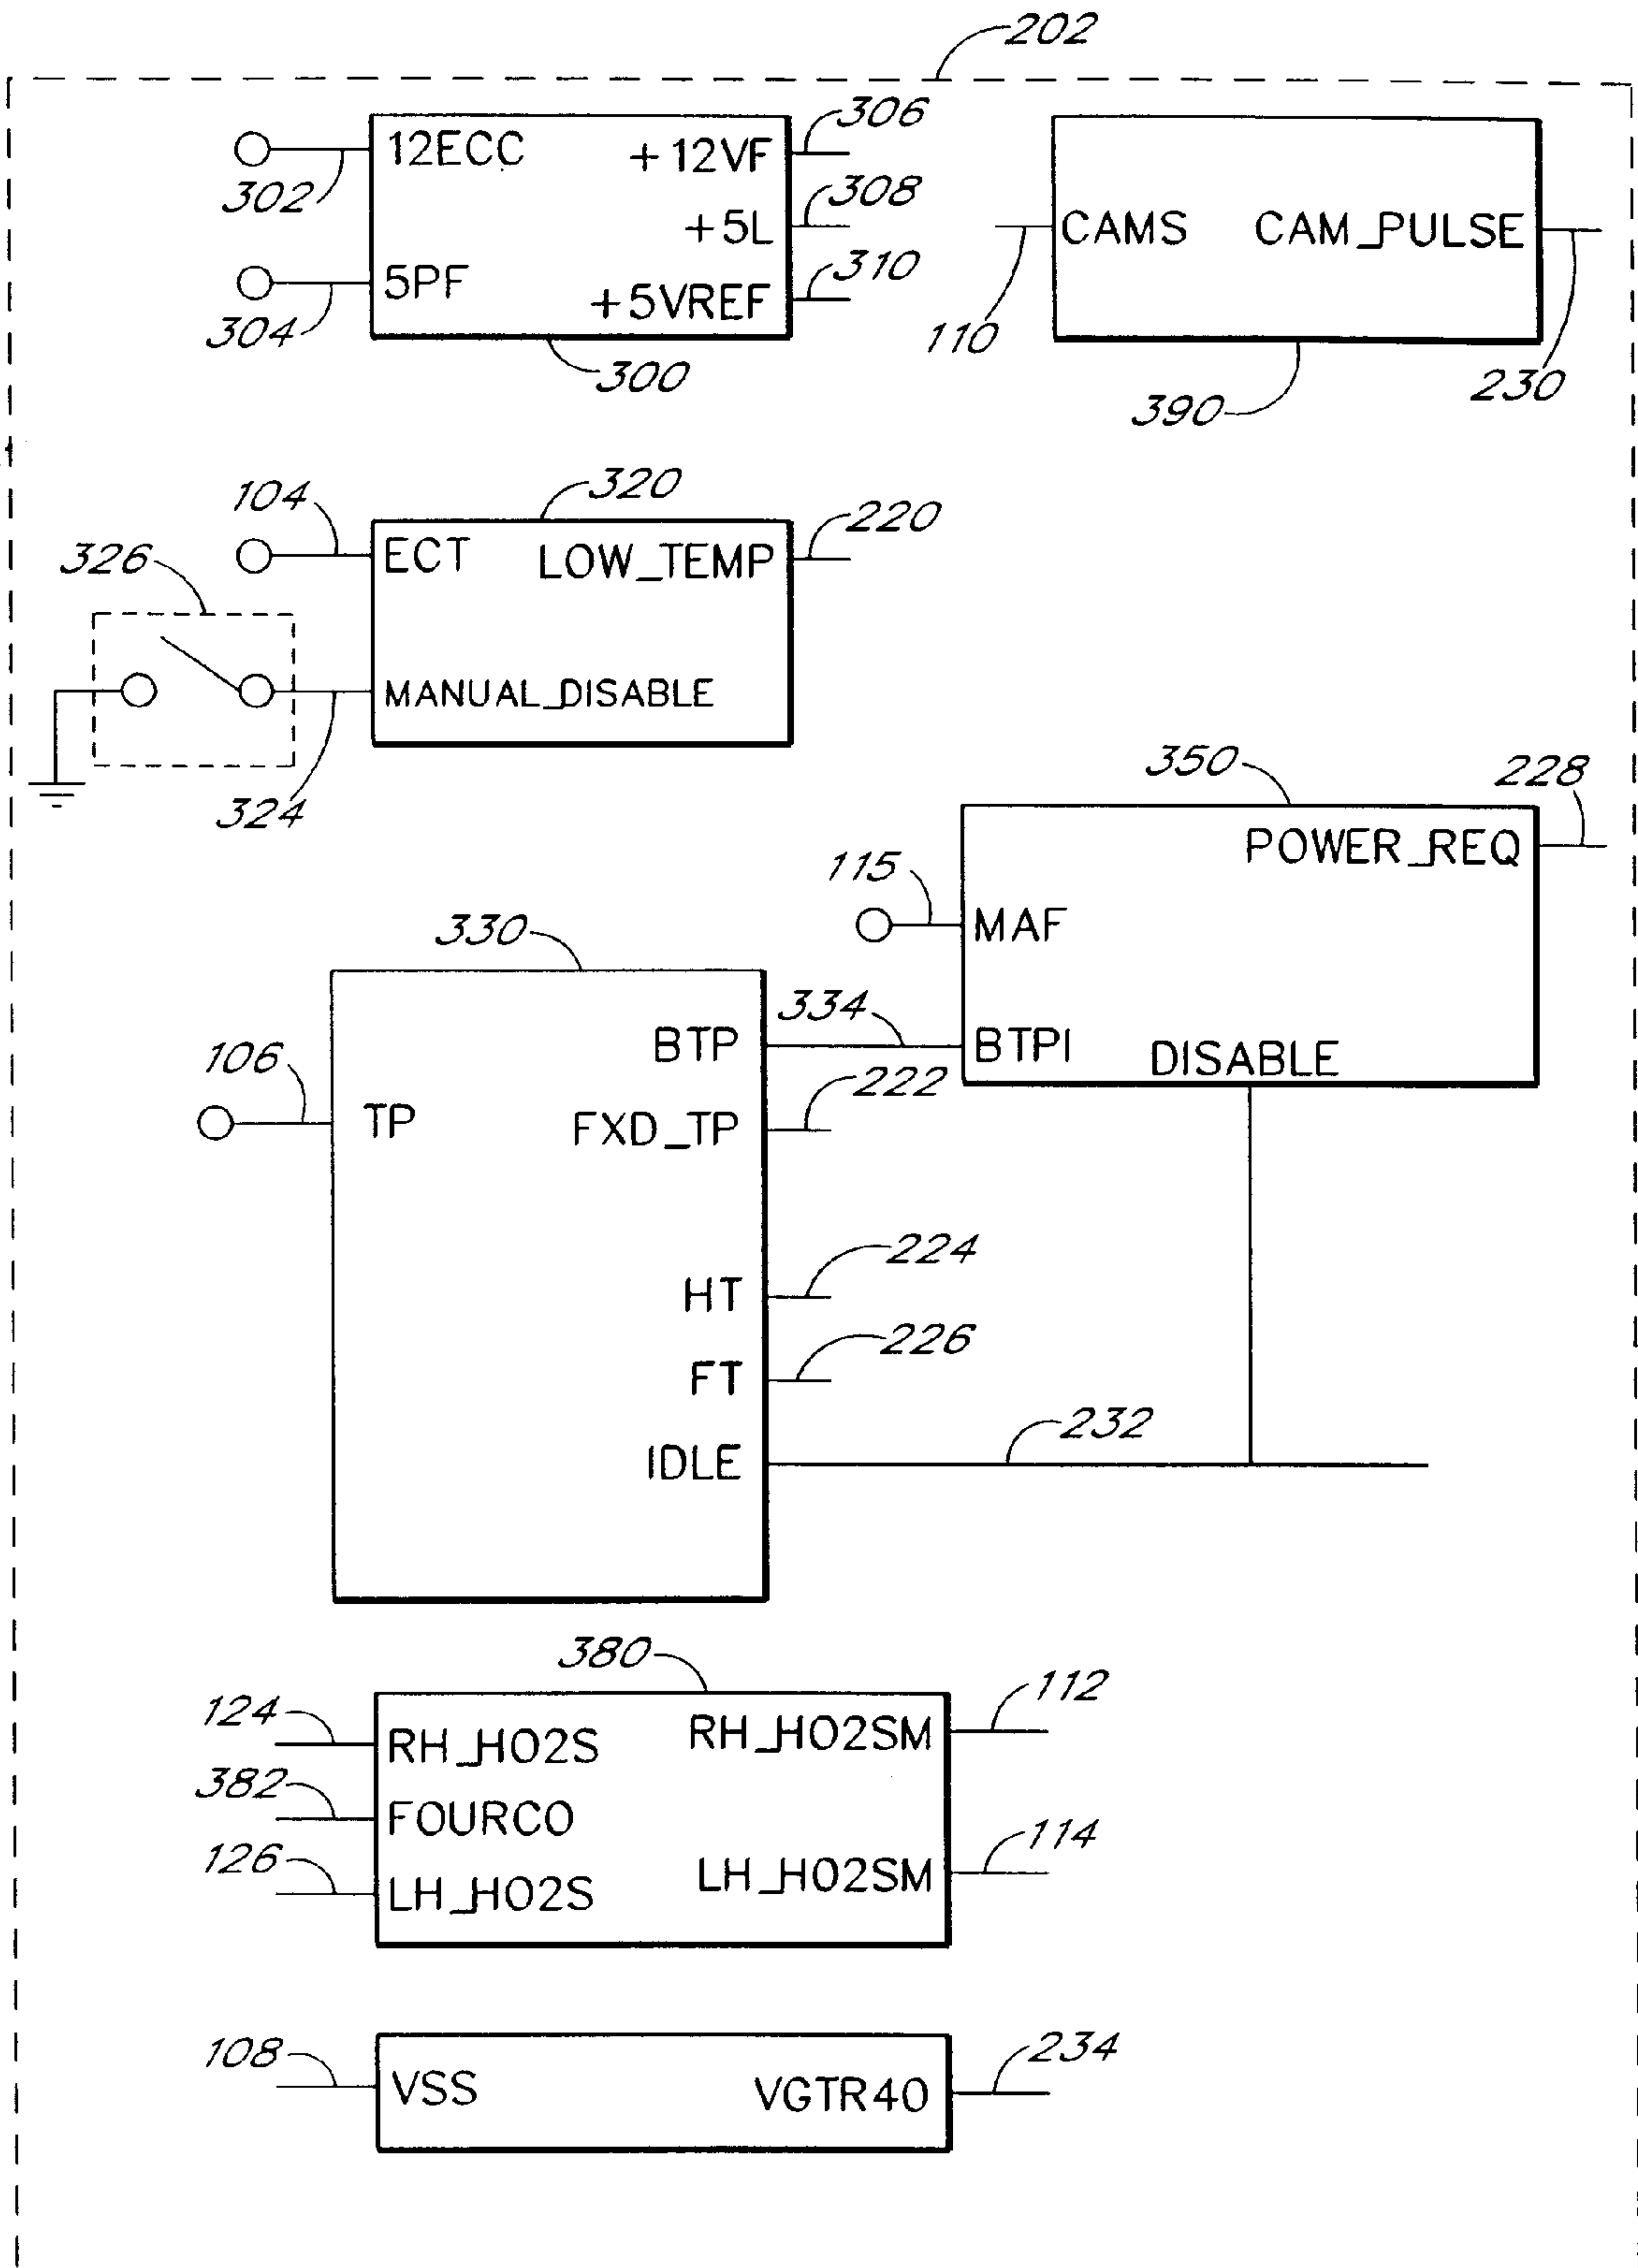 202
12ECC
+12VF
306
302
+5L
308
5PF
+5VREF
310
304
300
CAMS
CAM_PULSE
110
230
390
104
320
ECT
LOW_TEMP
220
326
MANUAL_DISABLE
324
350
POWER_REQ
228
115
MAF
330
334
BTP
BTPI
DISABLE
106
TP
FXD_TP
222
HT
224
FT
226
IDLE
232
380
124
RH_HO2S
RH_HO2SM
112
382
FOURCO
126
LH_HO2S
LH_HO2SM
114
108
VSS
VGTR40
234